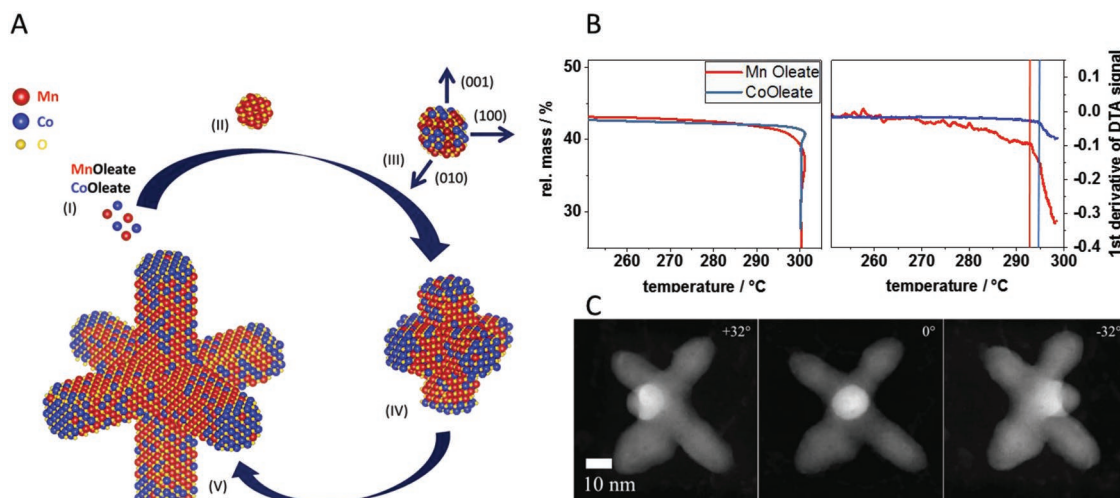 A
Mn
Co
O
MnOleate
CoOleate
(I)
(II)
(III)
(001)
(100)
(010)
(IV)
(V)
B
rel. mass / %
50
40
30
Mn Oleate
CoOleate
260 270 280 290 300
temperature / °C
260 270 280 290 300
temperature / °C
0.1
0.0
-0.1
-0.2
-0.3
-0.4
1st derivative of DTA signal
C
+32°
0°
-32°
10 nm